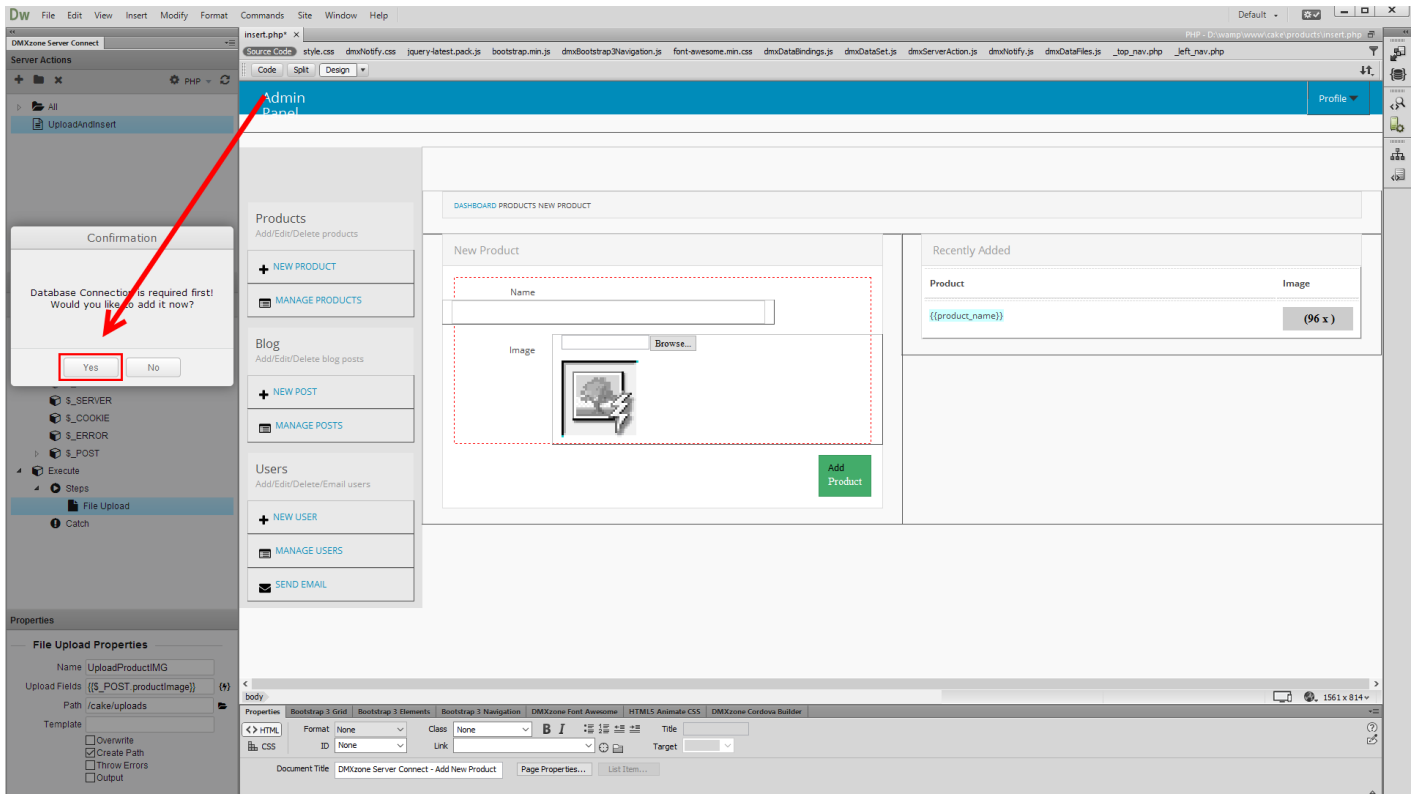 Dw File Edit View Insert Modify Format Commands Site Window Help
Default
insert.php* ×
PHP - D:\wamp\www\cake\products\insert.php
Source Code style.css dmxNotify.css jquery-latest.pack.js bootstrap.min.js dmxBootstrap3Navigation.js font-awesome.min.css dmxDataBindings.js dmxDataSet.js dmxServerAction.js dmxNotify.js dmxDataFiles.js _top_nav.php _left_nav.php
Code Split Design
DMXzone Server Connect
Server Actions
PHP
All
UploadAndInsert
Confirmation
Database Connection is required first!
Would you like to add it now?
Yes No
$_SERVER
$_COOKIE
$_ERROR
$_POST
Execute
Steps
File Upload
Catch
Properties
File Upload Properties
Name UploadProductIMG
Upload Fields {{$_POST.productImage}}
Path /cake/uploads
Template
Overwrite
Create Path
Throw Errors
Output
Admin
Panel
Profile
Products
Add/Edit/Delete products
NEW PRODUCT
MANAGE PRODUCTS
Blog
Add/Edit/Delete blog posts
NEW POST
MANAGE POSTS
Users
Add/Edit/Delete/Email users
NEW USER
MANAGE USERS
SEND EMAIL
DASHBOARD PRODUCTS NEW PRODUCT
New Product
Name
Image
Browse...
Add
Product
Recently Added
Product Image
{{product_name}} (96 x )
body
1561 x 814
Properties Bootstrap 3 Grid Bootstrap 3 Elements Bootstrap 3 Navigation DMXzone Font Awesome HTML5 Animate CSS DMXzone Cordova Builder
<> HTML Format None Class None B I Title
CSS ID None Link Target
Document Title DMXzone Server Connect - Add New Product Page Properties... List Item...